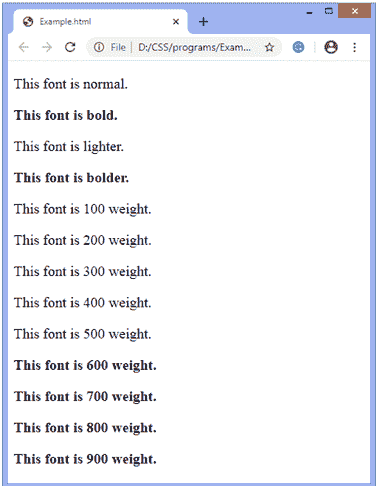 Example.html
File D:/CSS/programs/Exam...
This font is normal.
This font is bold.
This font is lighter.
This font is bolder.
This font is 100 weight.
This font is 200 weight.
This font is 300 weight.
This font is 400 weight.
This font is 500 weight.
This font is 600 weight.
This font is 700 weight.
This font is 800 weight.
This font is 900 weight.